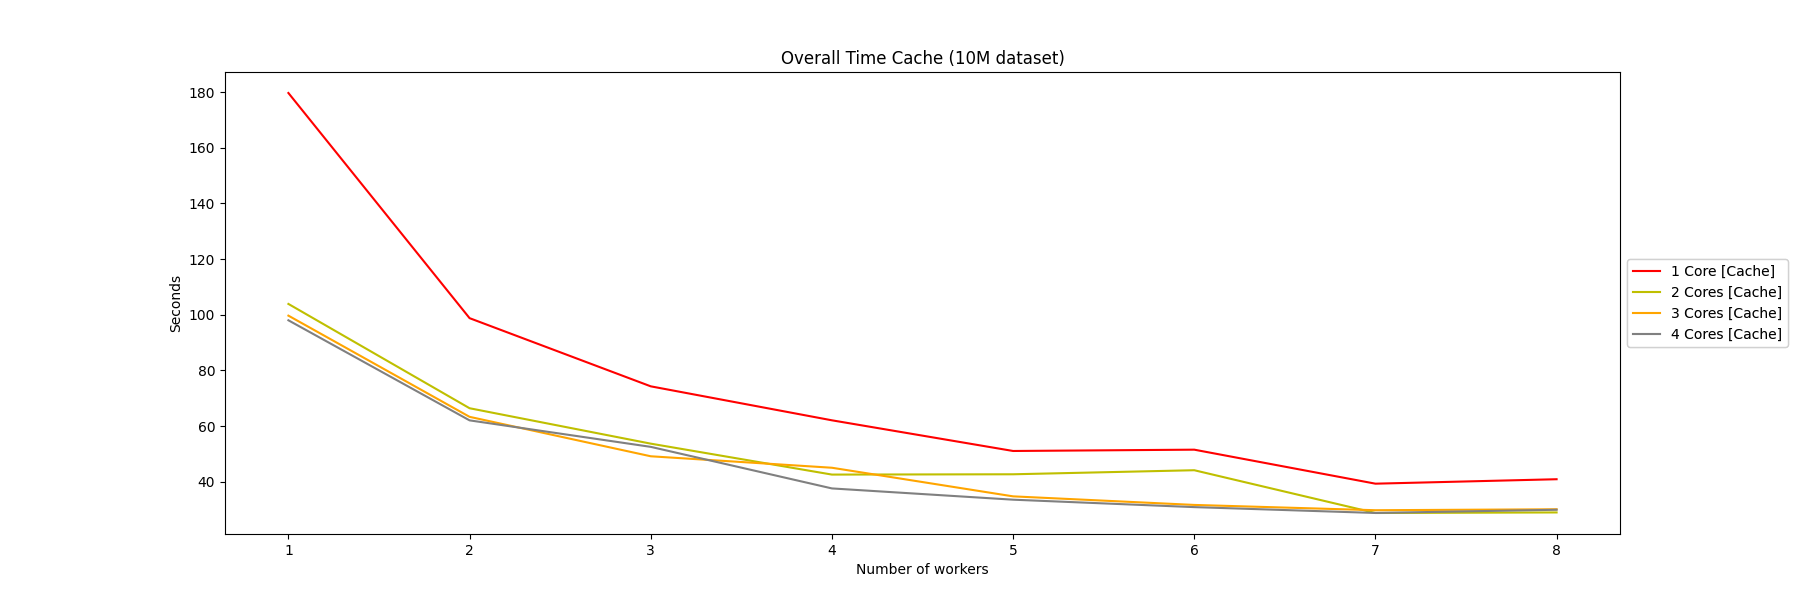 Overall Time Cache (10M dataset)
Seconds
180
160
140
120
100
80
60
40
1 2 3 4 5 6 7 8
Number of workers
1 Core [Cache]
2 Cores [Cache]
3 Cores [Cache]
4 Cores [Cache]